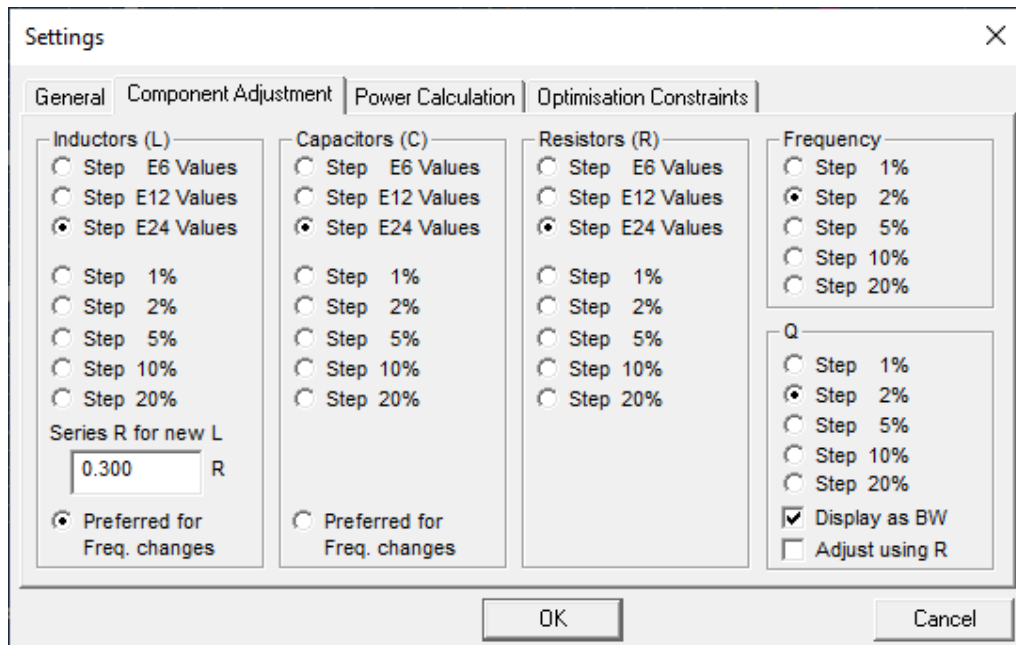 Settings
General
Component Adjustment
Power Calculation
Optimisation Constraints
Inductors (L)
Step E6 Values
Step E12 Values
Step E24 Values
Step 1%
Step 2%
Step 5%
Step 10%
Step 20%
Series R for new L
0.300 R
Preferred for
Freq. changes
Capacitors (C)
Step E6 Values
Step E12 Values
Step E24 Values
Step 1%
Step 2%
Step 5%
Step 10%
Step 20%
Preferred for
Freq. changes
Resistors (R)
Step E6 Values
Step E12 Values
Step E24 Values
Step 1%
Step 2%
Step 5%
Step 10%
Step 20%
Frequency
Step 1%
Step 2%
Step 5%
Step 10%
Step 20%
Q
Step 1%
Step 2%
Step 5%
Step 10%
Step 20%
Display as BW
Adjust using R
OK
Cancel